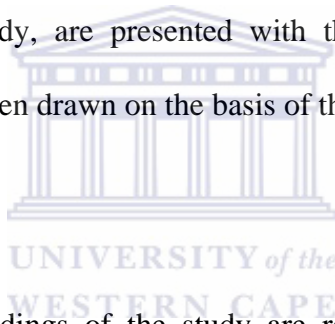 dy, are presented with th
en drawn on the basis of th
UNIVERSITY of the
dings of the study are r
WESTERN CAPE